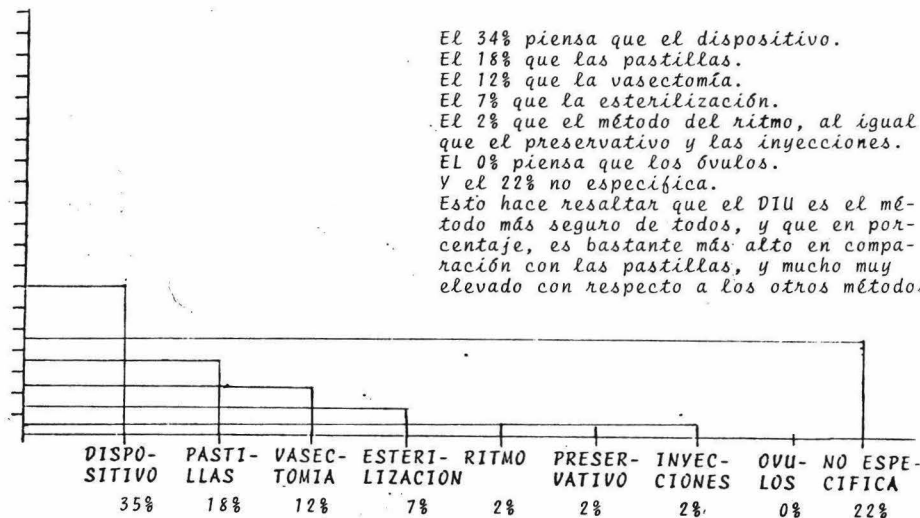 El 34% piensa que el dispositivo.
El 18% que las pastillas.
El 12% que la vasectomía.
El 7% que la esterilización.
El 2% que el método del ritmo, al igual
que el preservativo y las inyecciones.
EL 0% piensa que los óvulos.
Y el 22% no especifica.
Esto hace resaltar que el DIU es el mé-
todo más seguro de todos, y que en por-
centaje, es bastante más alto en compa-
ración con las pastillas, y mucho muy
elevado con respecto a los otros métodos
DISPO- PASTI- VASEC- ESTERI- RITMO PRESER- INYEC- OVU- NO ESPE-
SITIVO LLAS TOMIA LIZACION VATIVO CIONES LOS CIFICA
35% 18% 12% 7% 2% 2% 2% 0% 22%